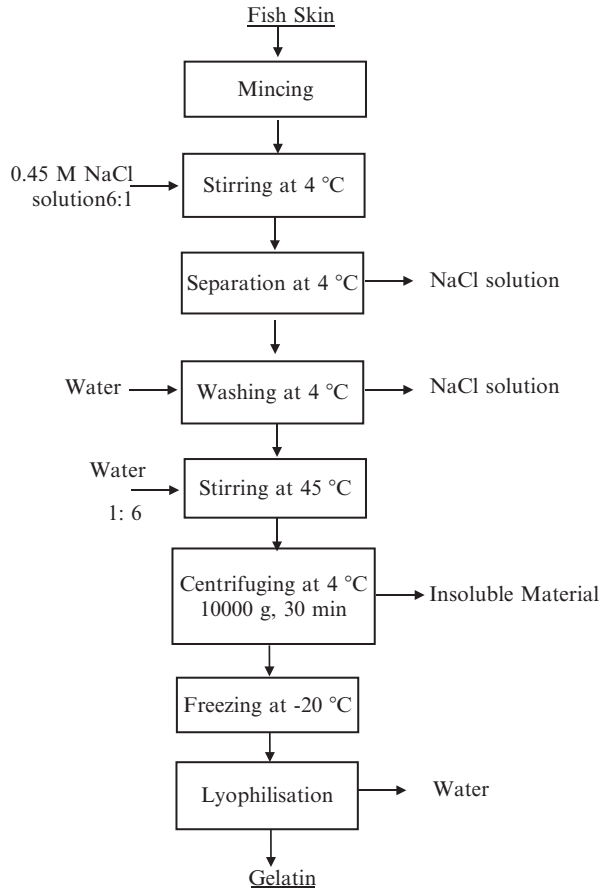 Fish Skin
Mincing
0.45 M NaCl
solution6:1
Stirring at 4 °C
Separation at 4 °C
NaCl solution
Water
Washing at 4 °C
NaCl solution
Water
1: 6
Stirring at 45 °C
Centrifuging at 4 °C
10000 g, 30 min
Insoluble Material
Freezing at -20 °C
Lyophilisation
Water
Gelatin